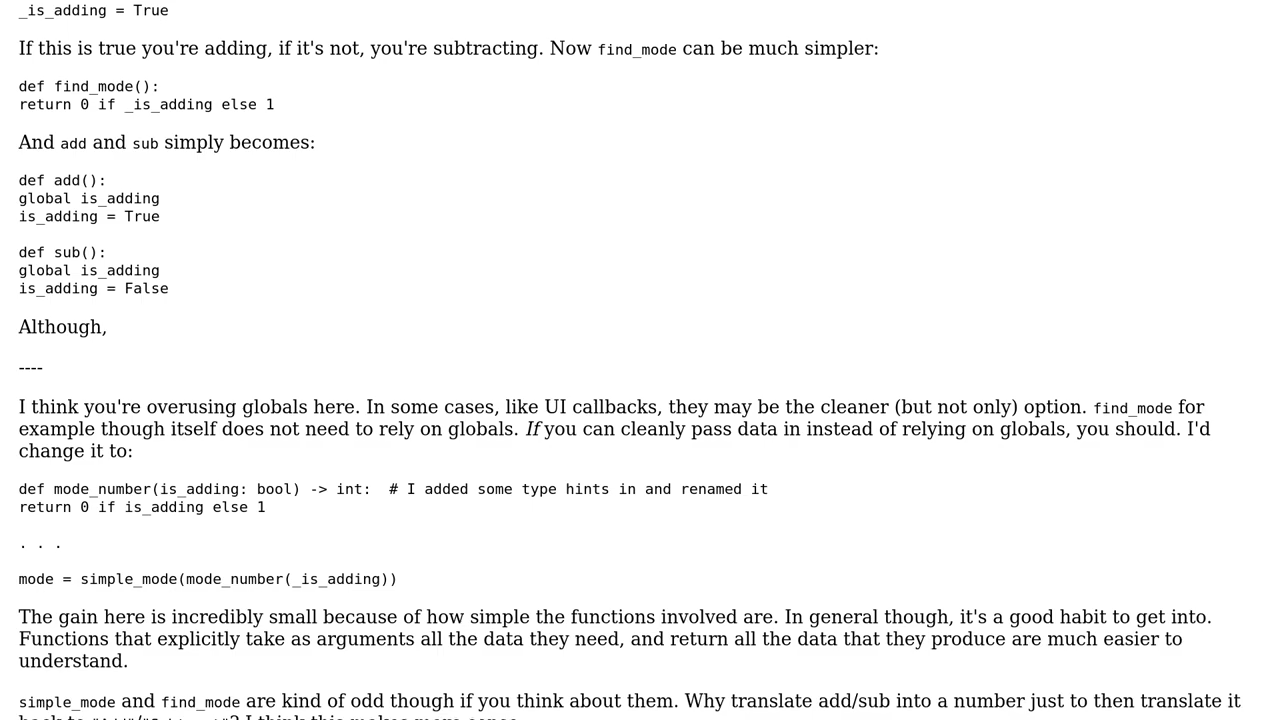 _is_adding = True
If this is true you're adding, if it's not, you're subtracting. Now find_mode can be much simpler:
def find_mode():
return 0 if _is_adding else 1
And add and sub simply becomes:
def add():
global is_adding
is_adding = True
def sub():
global is_adding
is_adding = False
Although,
----
I think you're overusing globals here. In some cases, like UI callbacks, they may be the cleaner (but not only) option. find_mode for
example though itself does not need to rely on globals. If you can cleanly pass data in instead of relying on globals, you should. I'd
change it to:
def mode_number(is_adding: bool) -> int:  # I added some type hints in and renamed it
return 0 if is_adding else 1
. . .
mode = simple_mode(mode_number(_is_adding))
The gain here is incredibly small because of how simple the functions involved are. In general though, it's a good habit to get into.
Functions that explicitly take as arguments all the data they need, and return all the data that they produce are much easier to
understand.
simple_mode and find_mode are kind of odd though if you think about them. Why translate add/sub into a number just to then translate it